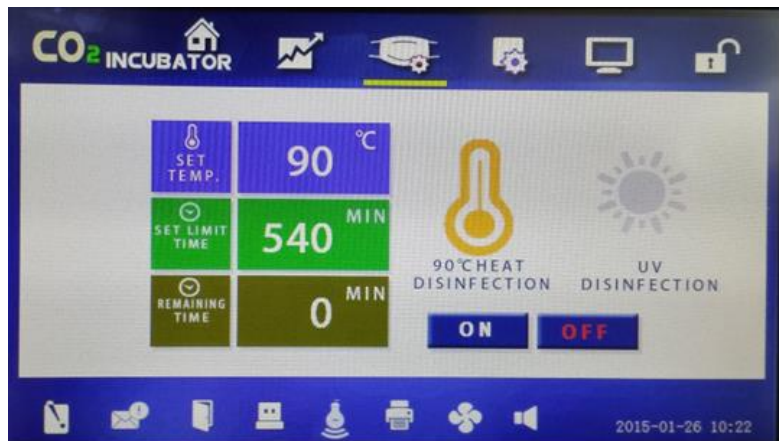 CO2 INCUBATOR
SET
TEMP.
90 ℃
SET LIMIT
TIME
540 MIN
REMAINING
TIME
0 MIN
90℃HEAT
DISINFECTION
UV
DISINFECTION
ON
OFF
2015-01-26 10:22